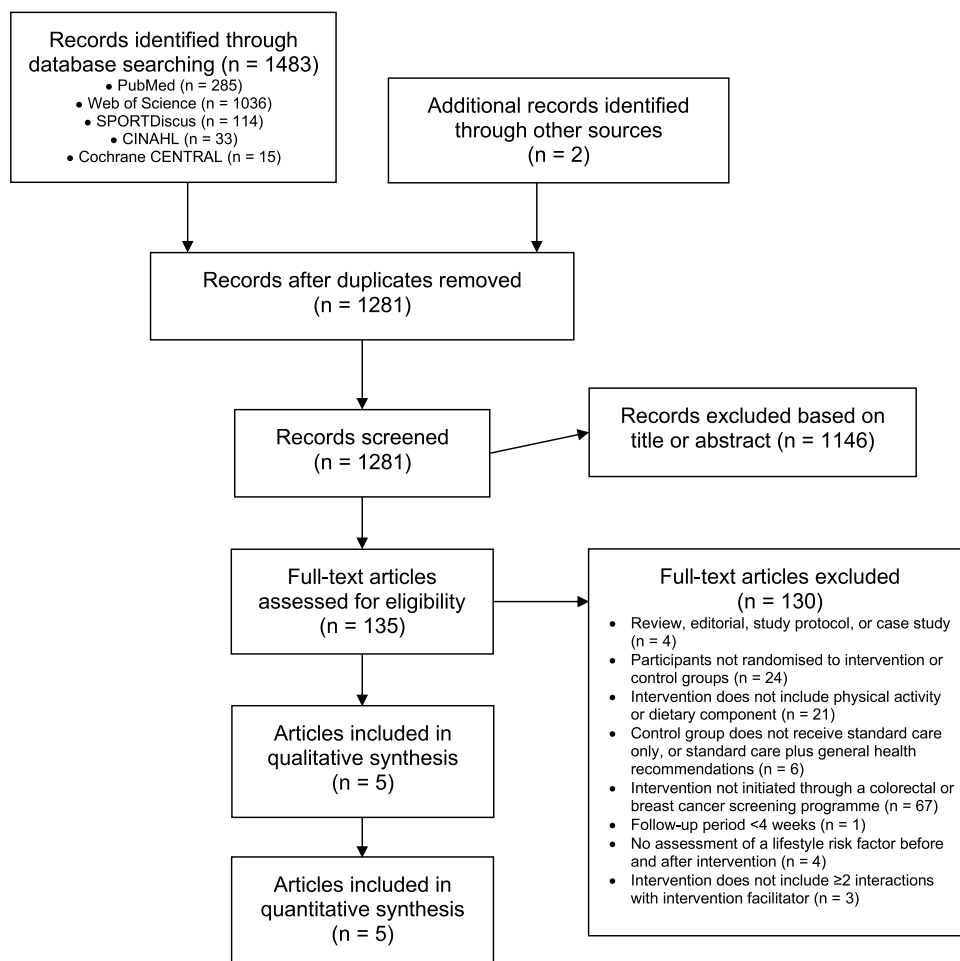 Records identified through
database searching (n = 1483)
● PubMed (n = 285)
● Web of Science (n = 1036)
● SPORTDiscus (n = 114)
● CINAHL (n = 33)
● Cochrane CENTRAL (n = 15)
Additional records identified
through other sources
(n = 2)
Records after duplicates removed
(n = 1281)
Records screened
(n = 1281)
Records excluded based on
title or abstract (n = 1146)
Full-text articles
assessed for eligibility
(n = 135)
Full-text articles excluded
(n = 130)
• Review, editorial, study protocol, or case study
(n = 4)
• Participants not randomised to intervention or
control groups (n = 24)
• Intervention does not include physical activity
or dietary component (n = 21)
• Control group does not receive standard care
only, or standard care plus general health
recommendations (n = 6)
• Intervention not initiated through a colorectal or
breast cancer screening programme (n = 67)
• Follow-up period <4 weeks (n = 1)
• No assessment of a lifestyle risk factor before
and after intervention (n = 4)
• Intervention does not include ≥2 interactions
with intervention facilitator (n = 3)
Articles included in
qualitative synthesis
(n = 5)
Articles included in
quantitative synthesis
(n = 5)